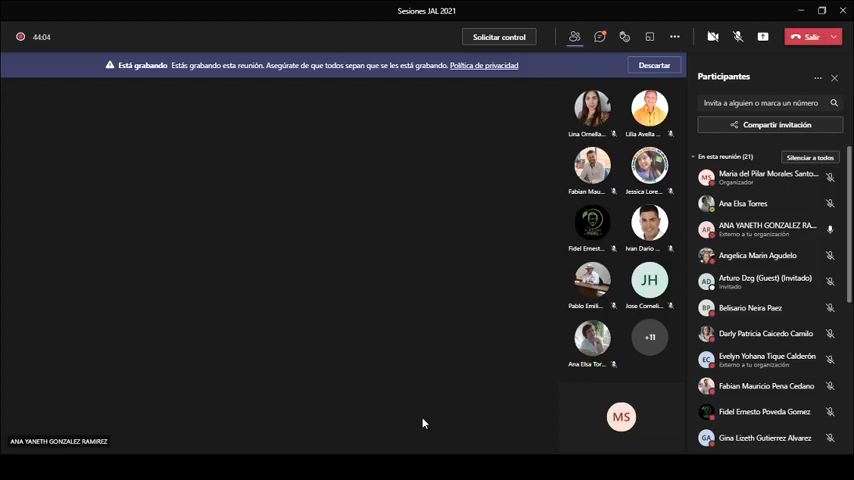 Sesiones JAL 2021
44:04
Solicitar control
Salir
Está grabando Estás grabando esta reunión. Asegúrate de que todos sepan que se les está grabando. Política de privacidad
Descartar
Lina Ornella...
Lilia Avella ...
Fabian Mau...
Jessica Lore...
Fidel Ernest...
Ivan Dario ...
Pablo Emili...
JH
Jose Corneli...
Ana Elsa Tor...
+11
MS
ANA YANETH GONZALEZ RAMIREZ
Participantes
Invita a alguien o marca un número
Compartir invitación
En esta reunión (21)
Silenciar a todos
MS
Maria del Pilar Morales Santo...
Organizador
Ana Elsa Torres
AR
ANA YANETH GONZALEZ RA...
Externo a tu organización
Angelica Marin Agudelo
AD
Arturo Dzg (Guest) (Invitado)
Invitado
BP
Belisario Neira Paez
Darly Patricia Caicedo Camilo
EC
Evelyn Yohana Tique Calderón
Externo a tu organización
Fabian Mauricio Pena Cedano
Fidel Ernesto Poveda Gomez
GA
Gina Lizeth Gutierrez Alvarez